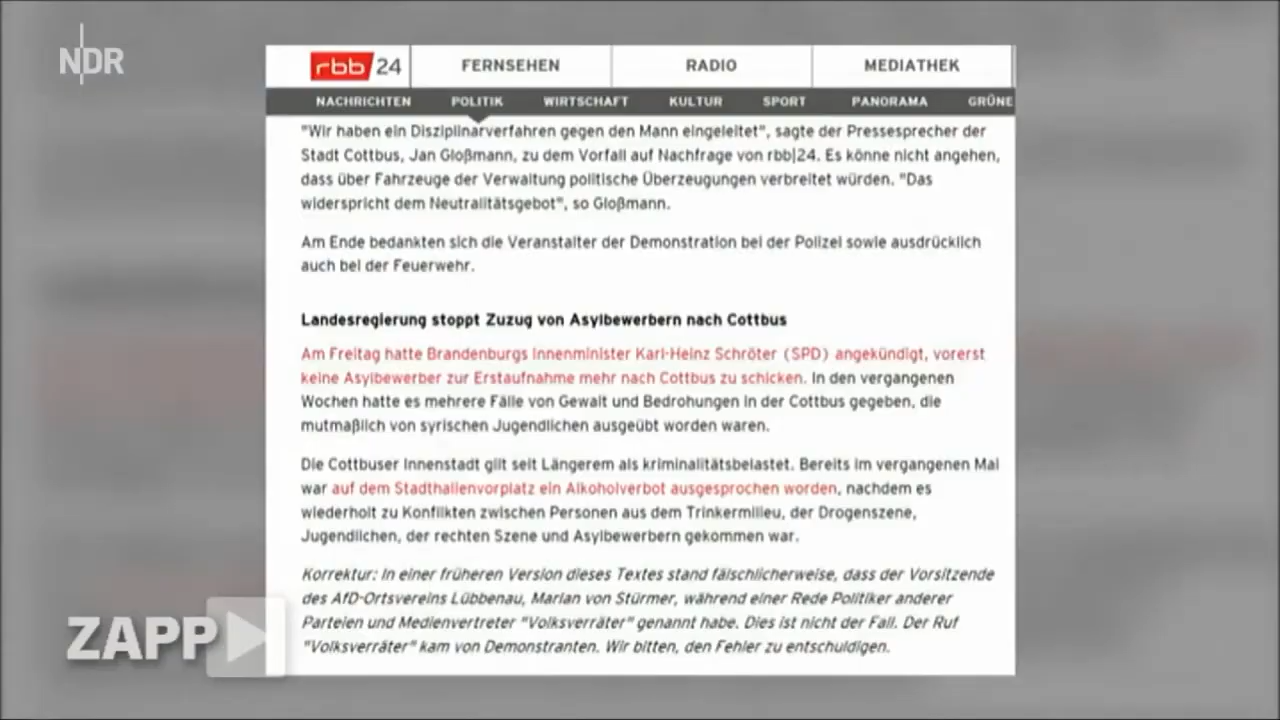 NDR
rbb 24
FERNSEHEN
RADIO
MEDIATHEK
NACHRICHTEN POLITIK WIRTSCHAFT KULTUR SPORT PANORAMA GRÜNE
"Wir haben ein Disziplinarverfahren gegen den Mann eingeleitet", sagte der Pressesprecher der
Stadt Cottbus, Jan Gloßmann, zu dem Vorfall auf Nachfrage von rbb|24. Es könne nicht angehen,
dass über Fahrzeuge der Verwaltung politische Überzeugungen verbreitet würden. "Das
widerspricht dem Neutralitätsgebot", so Gloßmann.
Am Ende bedankten sich die Veranstalter der Demonstration bei der Polizei sowie ausdrücklich
auch bei der Feuerwehr.
Landesregierung stoppt Zuzug von Asylbewerbern nach Cottbus
Am Freitag hatte Brandenburgs Innenminister Karl-Heinz Schröter (SPD) angekündigt, vorerst
keine Asylbewerber zur Erstaufnahme mehr nach Cottbus zu schicken. In den vergangenen
Wochen hatte es mehrere Fälle von Gewalt und Bedrohungen in der Cottbus gegeben, die
mutmaßlich von syrischen Jugendlichen ausgeübt worden waren.
Die Cottbuser Innenstadt gilt seit Längerem als kriminalitätsbelastet. Bereits im vergangenen Mai
war auf dem Stadthallenvorplatz ein Alkoholverbot ausgesprochen worden, nachdem es
wiederholt zu Konflikten zwischen Personen aus dem Trinkermilieu, der Drogenszene,
Jugendlichen, der rechten Szene und Asylbewerbern gekommen war.
Korrektur: In einer früheren Version dieses Textes stand fälschlicherweise, dass der Vorsitzende
des AfD-Ortsvereins Lübbenau, Marian von Stürmer, während einer Rede Politiker anderer
Parteien und Medienvertreter "Volksverräter" genannt habe. Dies ist nicht der Fall. Der Ruf
"Volksverräter" kam von Demonstranten. Wir bitten, den Fehler zu entschuldigen.
ZAPP